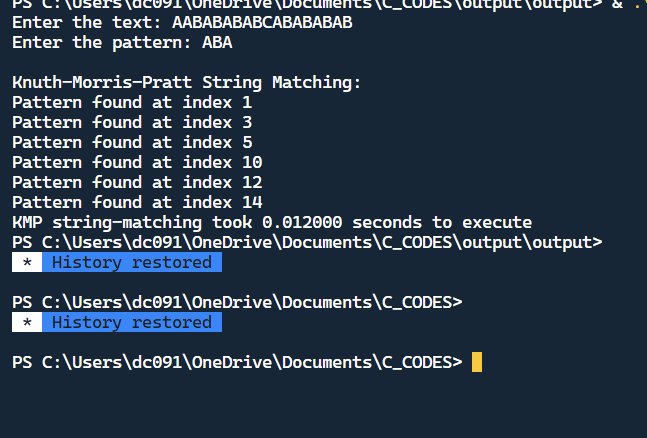 PS C:\Users\dc091\OneDrive\Documents\C_CODES\output\output> & .\
Enter the text: AABABABABCABABABAB
Enter the pattern: ABA
Knuth-Morris-Pratt String Matching:
Pattern found at index 1
Pattern found at index 3
Pattern found at index 5
Pattern found at index 10
Pattern found at index 12
Pattern found at index 14
KMP string-matching took 0.012000 seconds to execute
PS C:\Users\dc091\OneDrive\Documents\C_CODES\output\output>
* History restored
PS C:\Users\dc091\OneDrive\Documents\C_CODES>
* History restored
PS C:\Users\dc091\OneDrive\Documents\C_CODES>